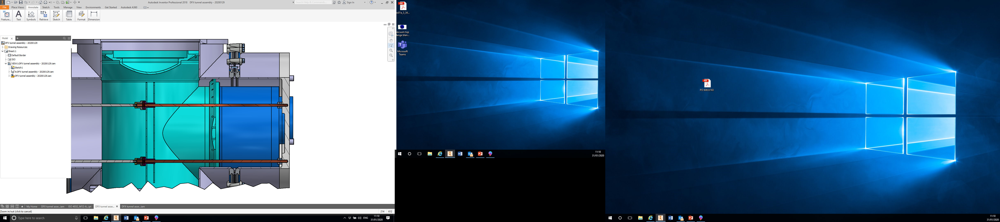 Autodesk Inventor Professional 2018 DFX tunnel assembly - 20200129
Search Help & Commands...
Sign In
File Place Views Annotate Sketch Tools Manage View Environments Get Started Autodesk A360
Feature... Text Symbols Retrieve Sketch Table Format Dimension
Model
DFX tunnel assembly - 20200129
Drawing Resources
Sheet:1
Default Border
ISO
VIEW1:DFX tunnel assembly - 20200129.iam
Sketch1
A:DFX tunnel assembly - 20200129.iam
DFX tunnel assembly - 20200129.iam
My Home DFX tunnel asse...iam ISO 4032_M12-A...ipt DFX tunnel asse... DFX tunnel asse...iam
Zoom in/out (click to cancel)
214 612
Type here to search
ENG
11:10
31/01/2020
PDF
Vacuum top
Microsoft
Teams
11:10
31/01/2020
PDF
PO 60833743
11:10
31/01/2020